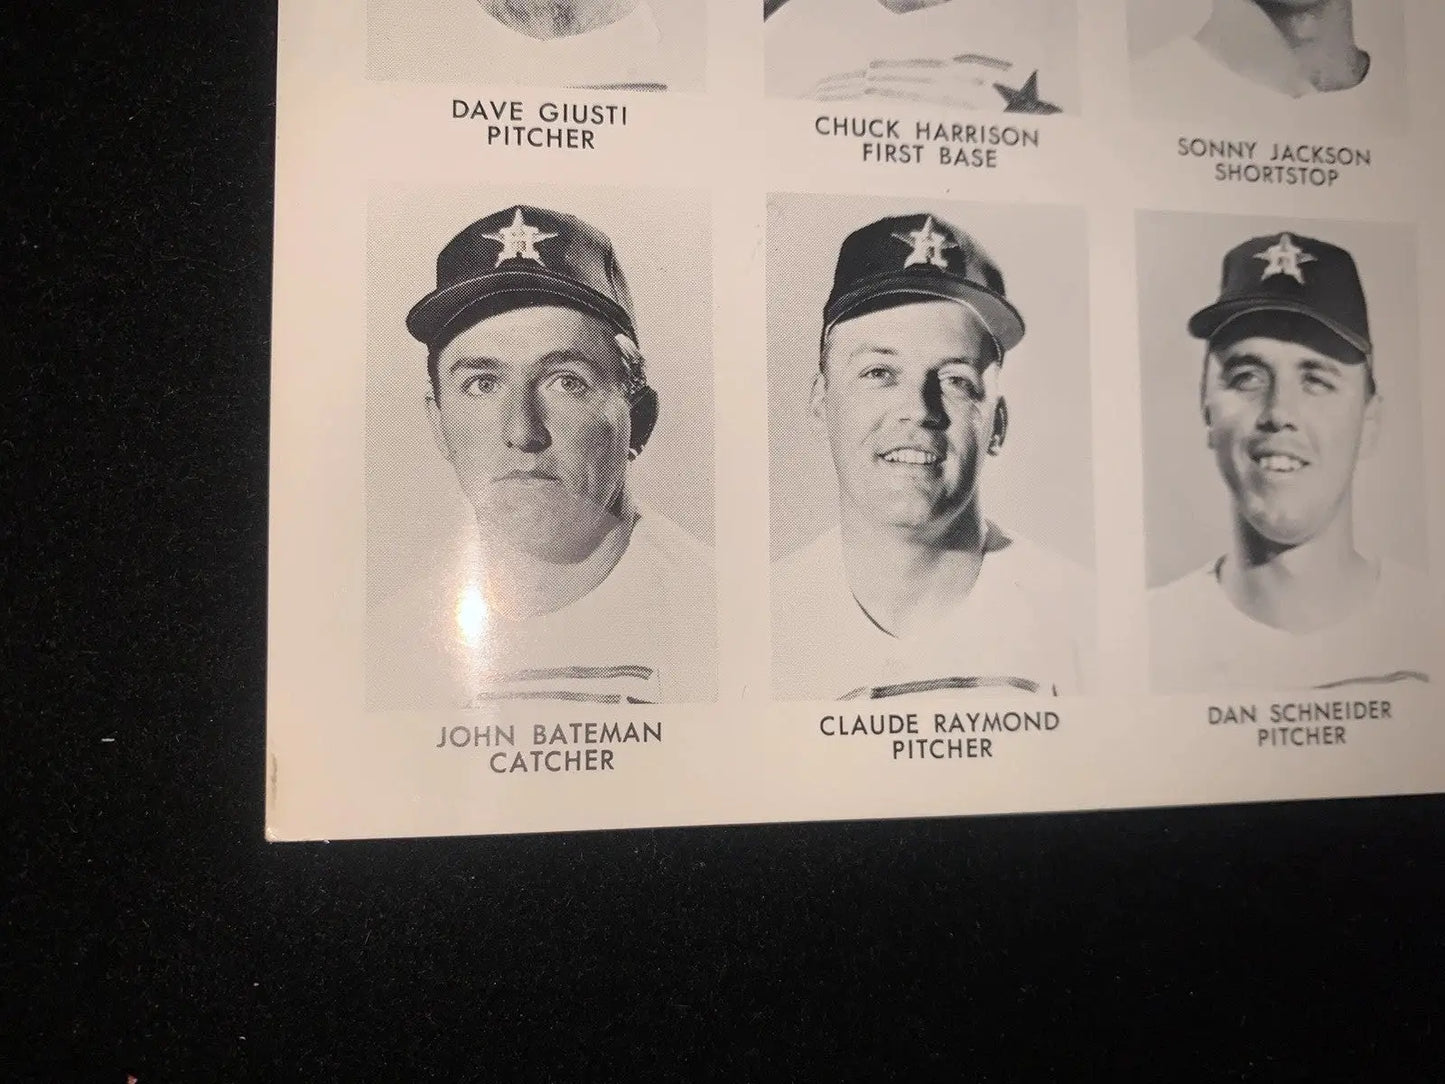 DAVE GIUSTI
PITCHER
CHUCK HARRISON
FIRST BASE
SONNY JACKSON
SHORTSTOP
H
H
H
JOHN BATEMAN
CATCHER
CLAUDE RAYMOND
PITCHER
DAN SCHNEIDER
PITCHER